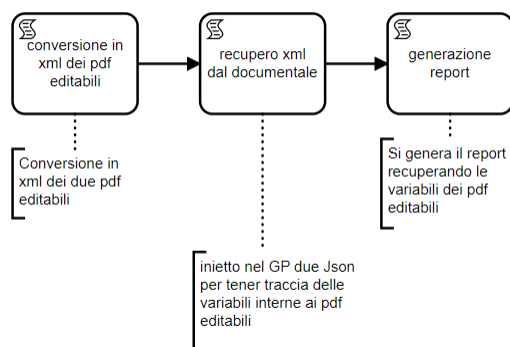 conversione in
xml dei pdf
editabili
recupero xml
dal documentale
generazione
report
Conversione in
xml dei due pdf
editabili
inietto nel GP due Json
per tener traccia delle
variabili interne ai pdf
editabili
Si genera il report
recuperando le
variabili dei pdf
editabili